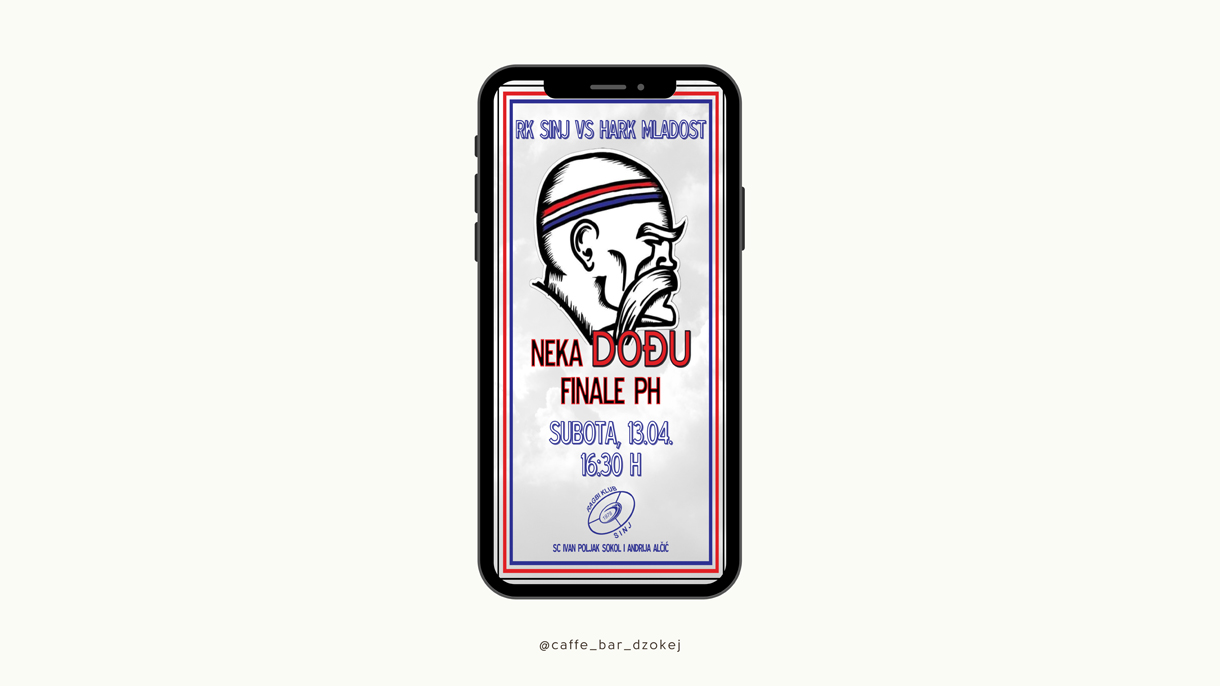 RK SINJ VS HARK MLADOST
NEKA DOĐU
FINALE PH
SUBOTA, 13.04.
16:30 H
RAGBI KLUB
SINJ
SC IVAN POLJAK SOKOL I ANDRIJA ALČIĆ
@caffe_bar_dzokej